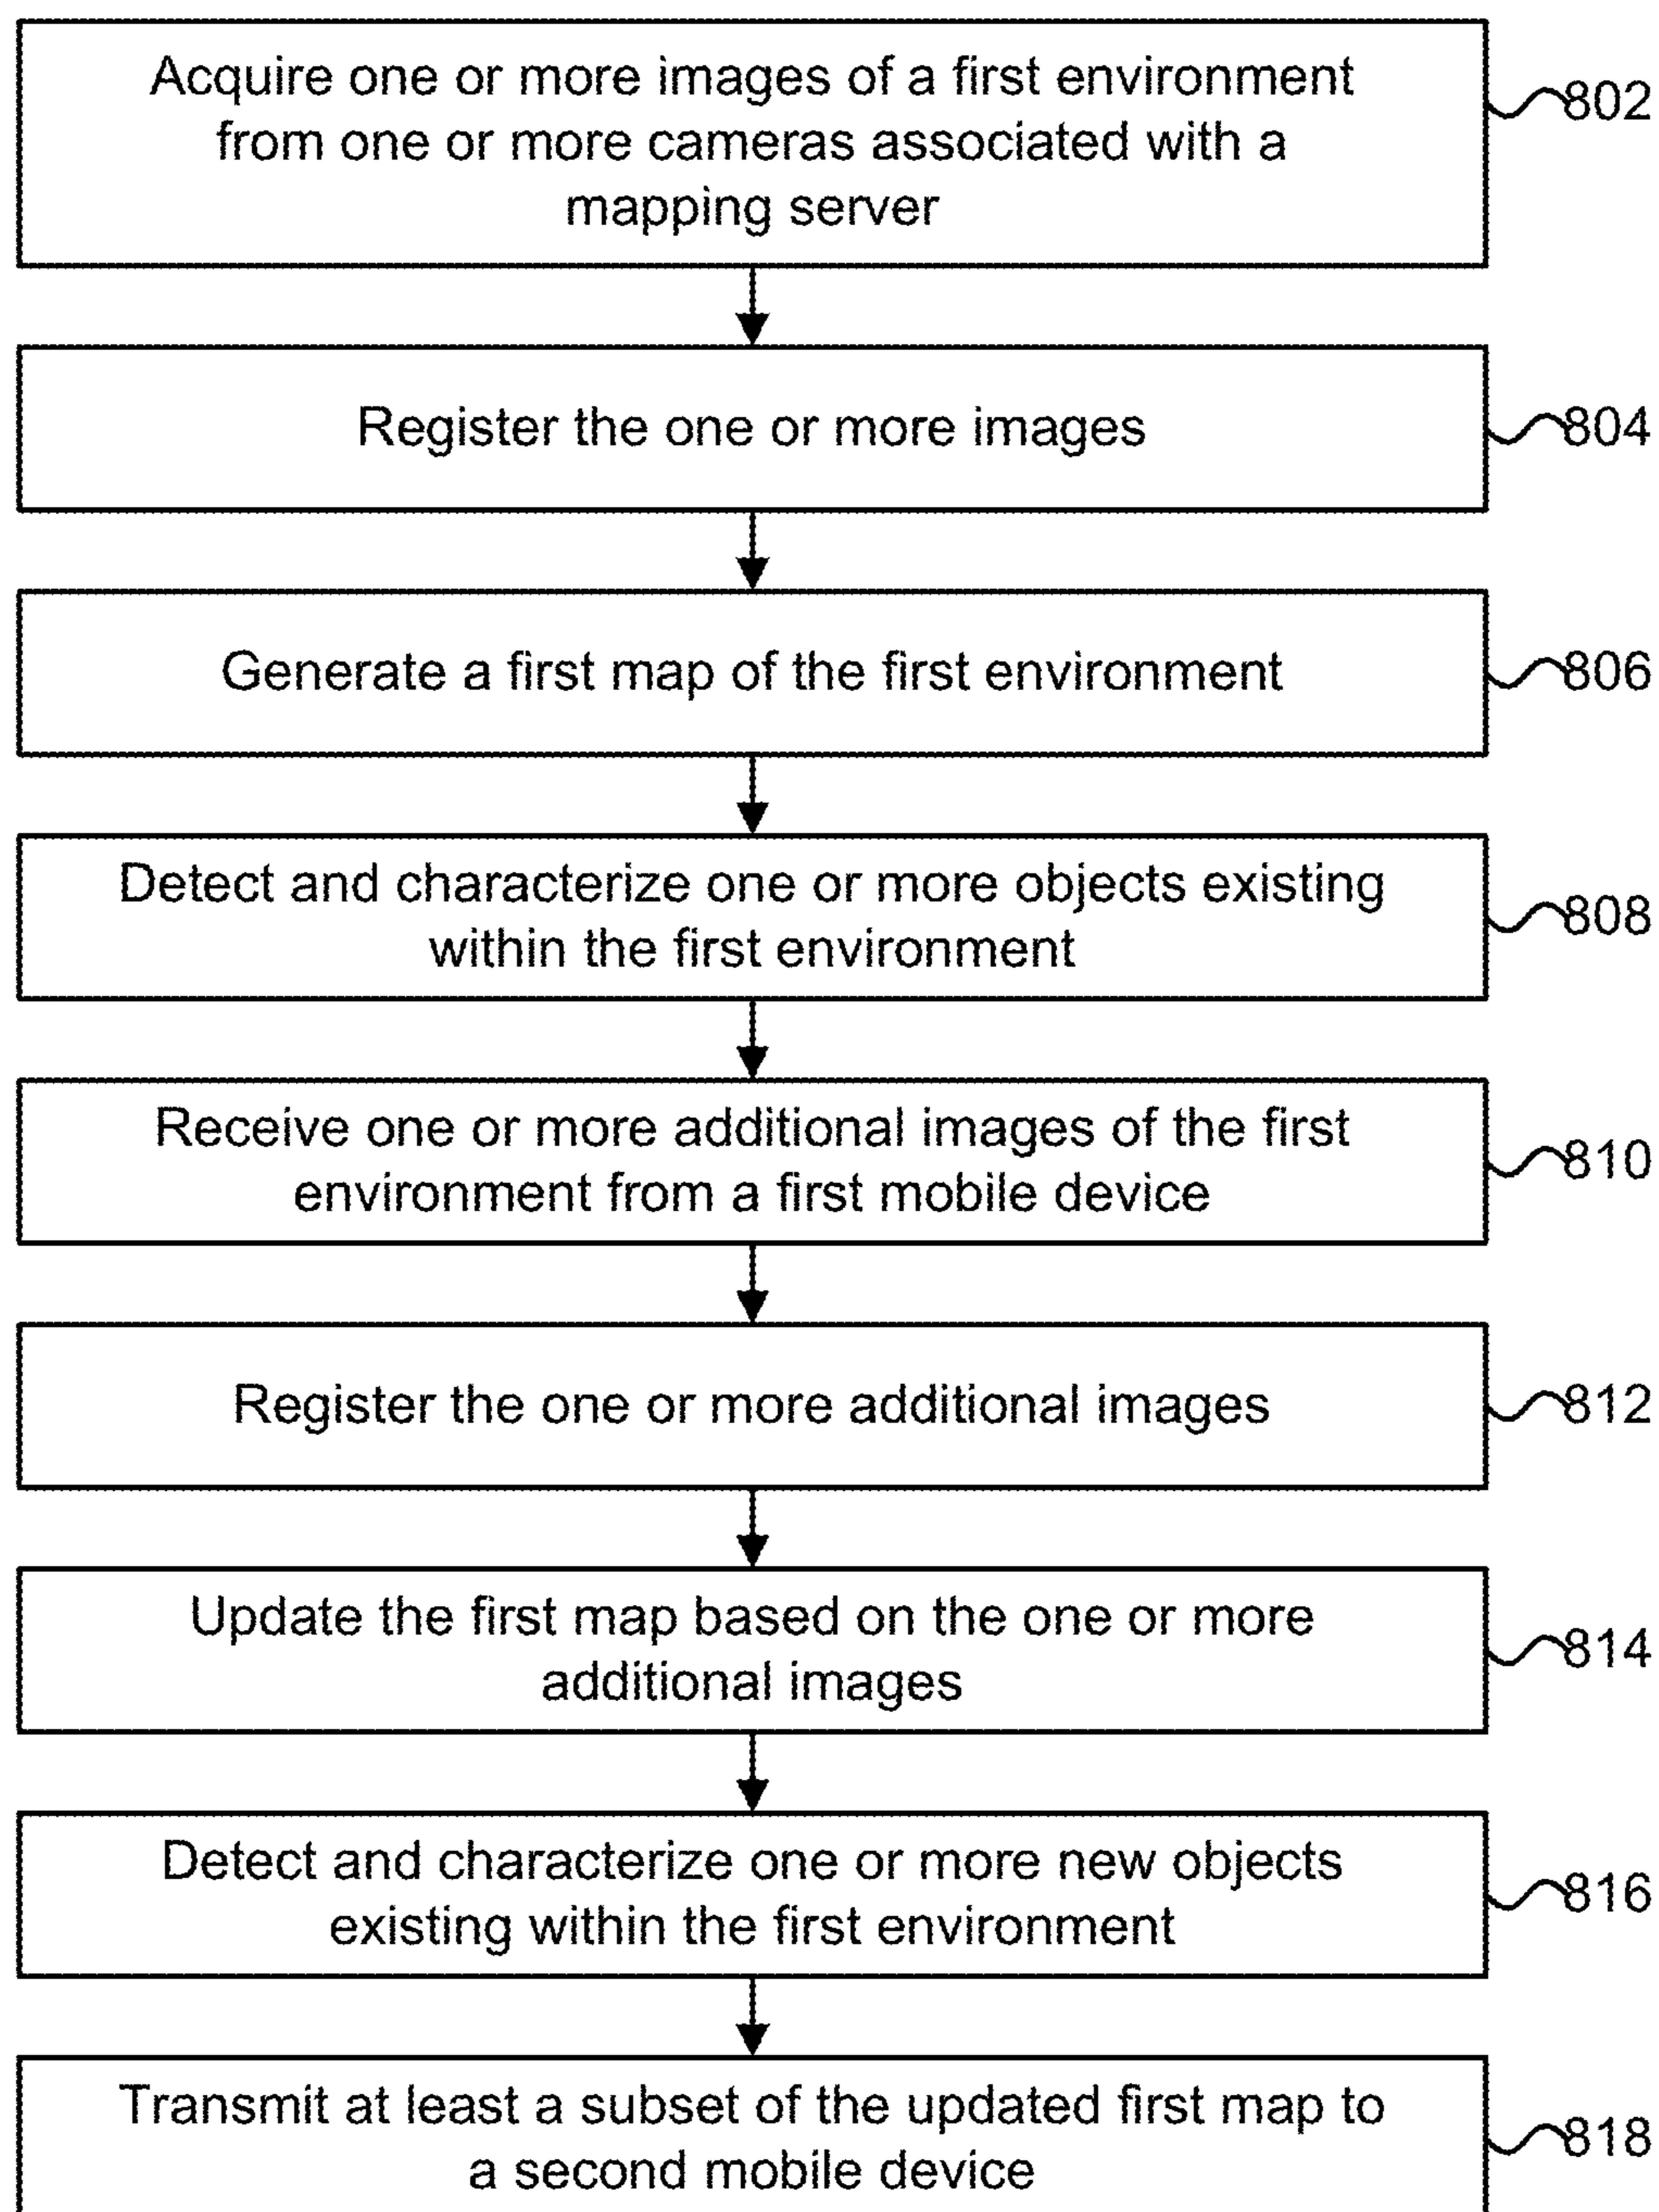 Acquire one or more images of a first environment
from one or more cameras associated with a
mapping server
802
Register the one or more images
804
Generate a first map of the first environment
806
Detect and characterize one or more objects existing
within the first environment
808
Receive one or more additional images of the first
environment from a first mobile device
810
Register the one or more additional images
812
Update the first map based on the one or more
additional images
814
Detect and characterize one or more new objects
existing within the first environment
816
Transmit at least a subset of the updated first map to
a second mobile device
818